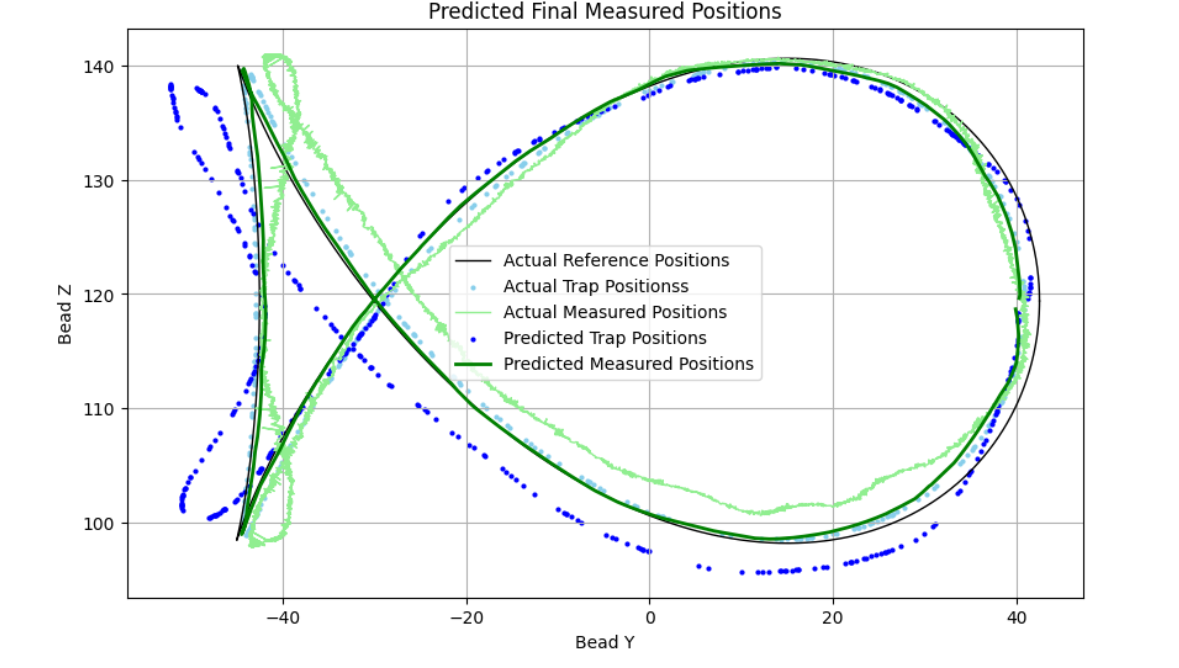 Predicted Final Measured Positions
Bead Z
140
130
120
110
100
Actual Reference Positions
Actual Trap Positionss
Actual Measured Positions
Predicted Trap Positions
Predicted Measured Positions
−40
−20
0
20
40
Bead Y